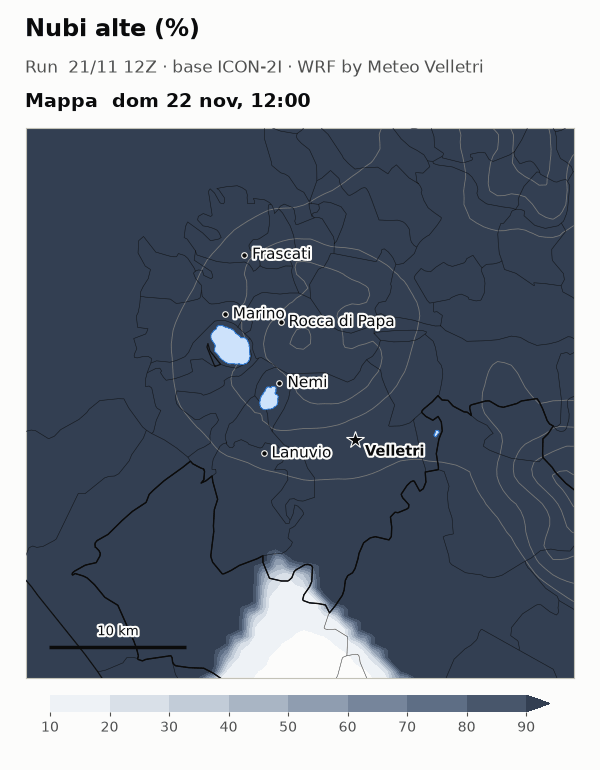 Nubi alte (%)
Run 21/11 12Z · base ICON-2I · WRF by Meteo Velletri
Mappa dom 22 nov, 12:00
Frascati
Marino
Rocca di Papa
Nemi
Velletri
Lanuvio
10 km
10 20 30 40 50 60 70 80 90